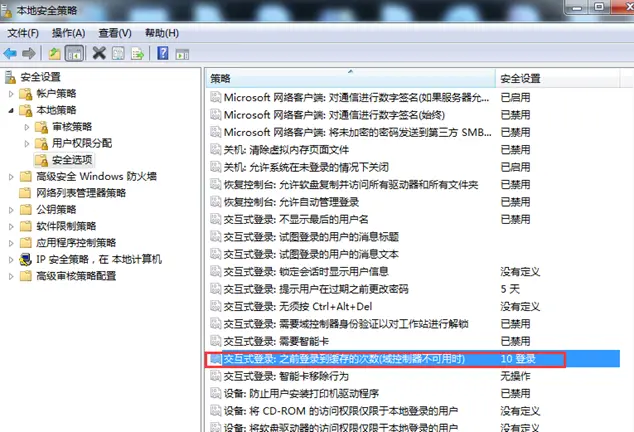 本地安全策略
文件(F) 操作(A) 查看(V) 帮助(H)
安全设置
帐户策略
本地策略
审核策略
用户权限分配
安全选项
高级安全 Windows 防火墙
网络列表管理器策略
公钥策略
软件限制策略
应用程序控制策略
IP 安全策略，在 本地计算机
高级审核策略配置
策略 安全设置
Microsoft 网络客户端: 对通信进行数字签名(如果服务器允... 已启用
Microsoft 网络客户端: 对通信进行数字签名(始终) 已禁用
Microsoft 网络客户端: 将未加密的密码发送到第三方 SMB... 已禁用
关机: 清除虚拟内存页面文件 已禁用
关机: 允许系统在未登录的情况下关闭 已启用
恢复控制台: 允许软盘复制并访问所有驱动器和所有文件夹 已禁用
恢复控制台: 允许自动管理登录 已禁用
交互式登录: 不显示最后的用户名 已禁用
交互式登录: 试图登录的用户的消息标题
交互式登录: 试图登录的用户的消息文本
交互式登录: 锁定会话时显示用户信息 没有定义
交互式登录: 提示用户在过期之前更改密码 5 天
交互式登录: 无须按 Ctrl+Alt+Del 没有定义
交互式登录: 需要域控制器身份验证以对工作站进行解锁 已禁用
交互式登录: 需要智能卡 已禁用
交互式登录: 之前登录到缓存的次数(域控制器不可用时) 10 登录
交互式登录: 智能卡移除行为 无操作
设备: 防止用户安装打印机驱动程序 已禁用
设备: 将 CD-ROM 的访问权限仅限于本地登录的用户 没有定义
设备: 将软盘驱动器的访问权限仅限于本地登录的用户 没有定义